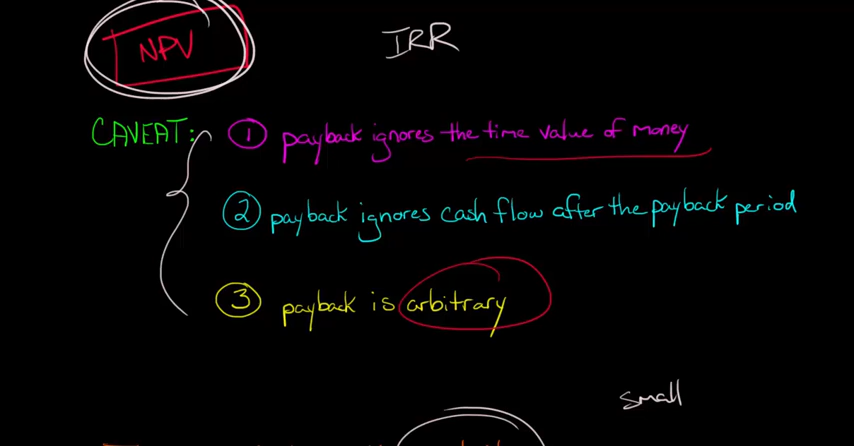 NPV IRR
CAVEAT: 1 payback ignores the time value of money
2 payback ignores cash flow after the payback period
3 payback is arbitrary
small